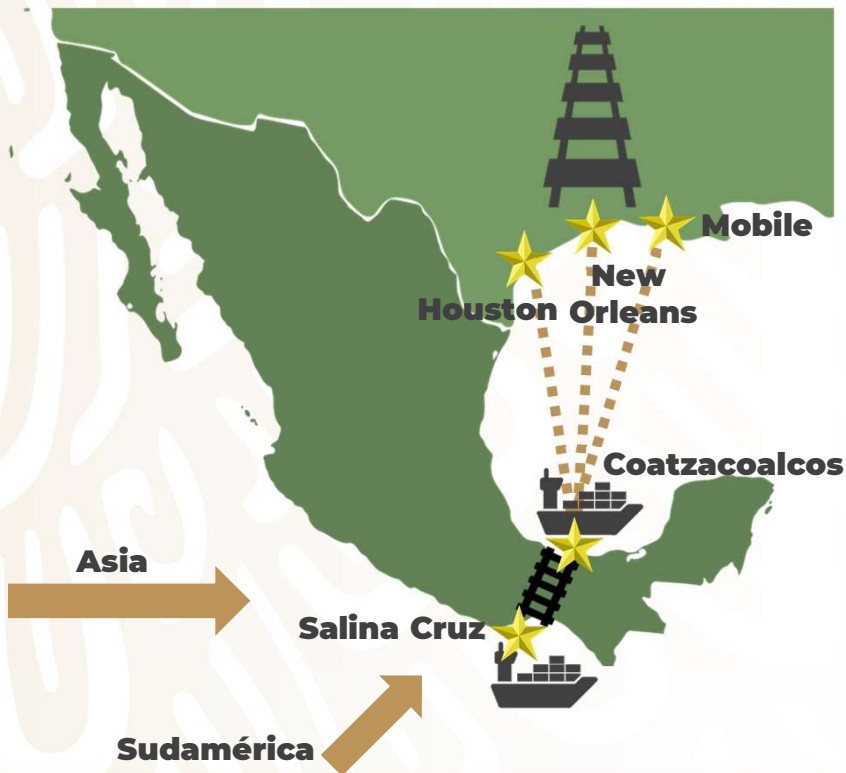 Mobile
New
Orleans
Houston
Coatzacoalcos
Asia
Salina Cruz
Sudamérica